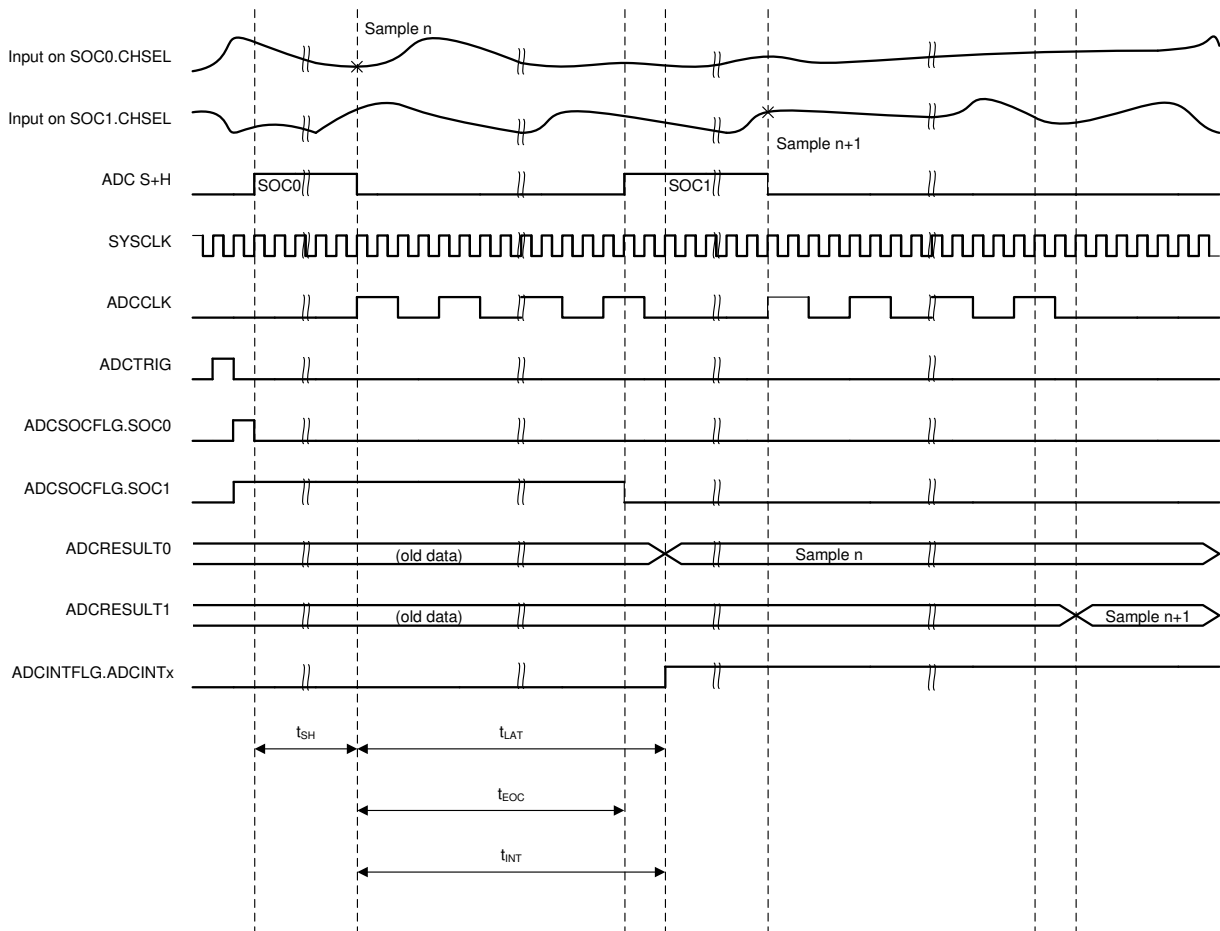 Sample n
Input on SOC0.CHSEL
Input on SOC1.CHSEL
Sample n+1
ADC S+H
SOC0
SOC1
SYSCLK
ADCCLK
ADCTRIG
ADCSOCFLG.SOC0
ADCSOCFLG.SOC1
ADCRESULT0
(old data)
Sample n
ADCRESULT1
(old data)
Sample n+1
ADCINTFLG.ADCINTx
tSH
tLAT
tEOC
tINT